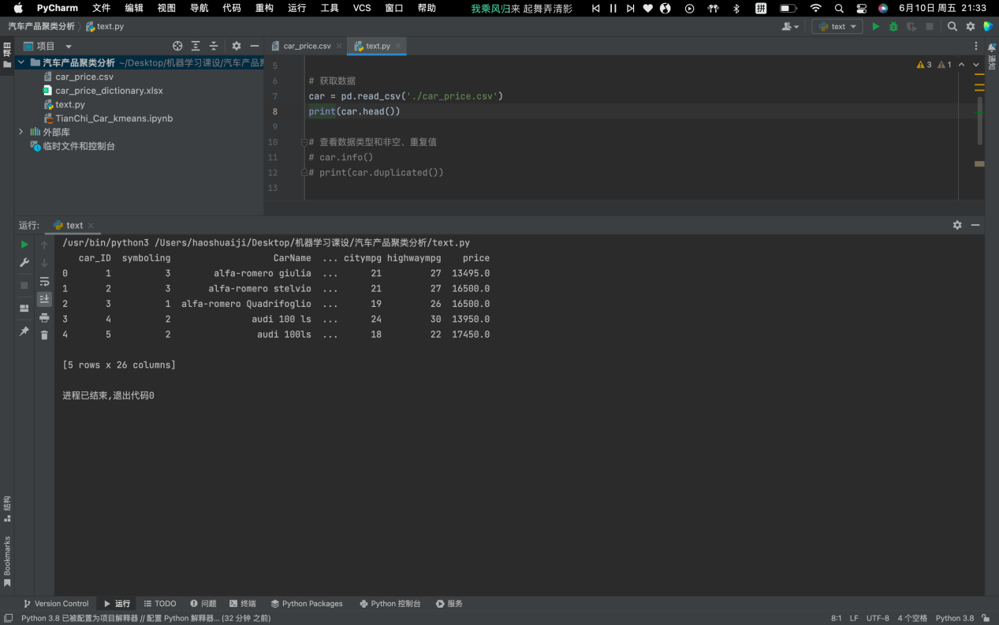 PyCharm 文件 编辑 视图 导航 代码 重构 运行 工具 VCS 窗口 帮助 我乘风归来 起舞弄清影 拼 6月10日 周五 21:33
汽车产品聚类分析 text.py text
项目 项目 car_price.csv text.py 通知
汽车产品聚类分析 ~/Desktop/机器学习课设/汽车产品
car_price.csv
car_price_dictionary.xlsx
text.py
TianChi_Car_kmeans.ipynb
外部库
临时文件和控制台
3 1
5
6 # 获取数据
7 car = pd.read_csv('./car_price.csv')
8 print(car.head())
9
10 # 查看数据类型和非空、重复值
11 # car.info()
12 # print(car.duplicated())
13
运行: text
/usr/bin/python3 /Users/haoshuaiji/Desktop/机器学习课设/汽车产品聚类分析/text.py
car_ID symboling CarName ... citympg highwaympg price
0 1 3 alfa-romero giulia ... 21 27 13495.0
1 2 3 alfa-romero stelvio ... 21 27 16500.0
2 3 1 alfa-romero Quadrifoglio ... 19 26 16500.0
3 4 2 audi 100 ls ... 24 30 13950.0
4 5 2 audi 100ls ... 18 22 17450.0
[5 rows x 26 columns]
进程已结束,退出代码0
结构
Bookmarks
Version Control 运行 TODO 问题 终端 Python Packages Python 控制台 服务
Python 3.8 已被配置为项目解释器 // 配置 Python 解释器... (32 分钟 之前) 8:1 LF UTF-8 4 个空格 Python 3.8